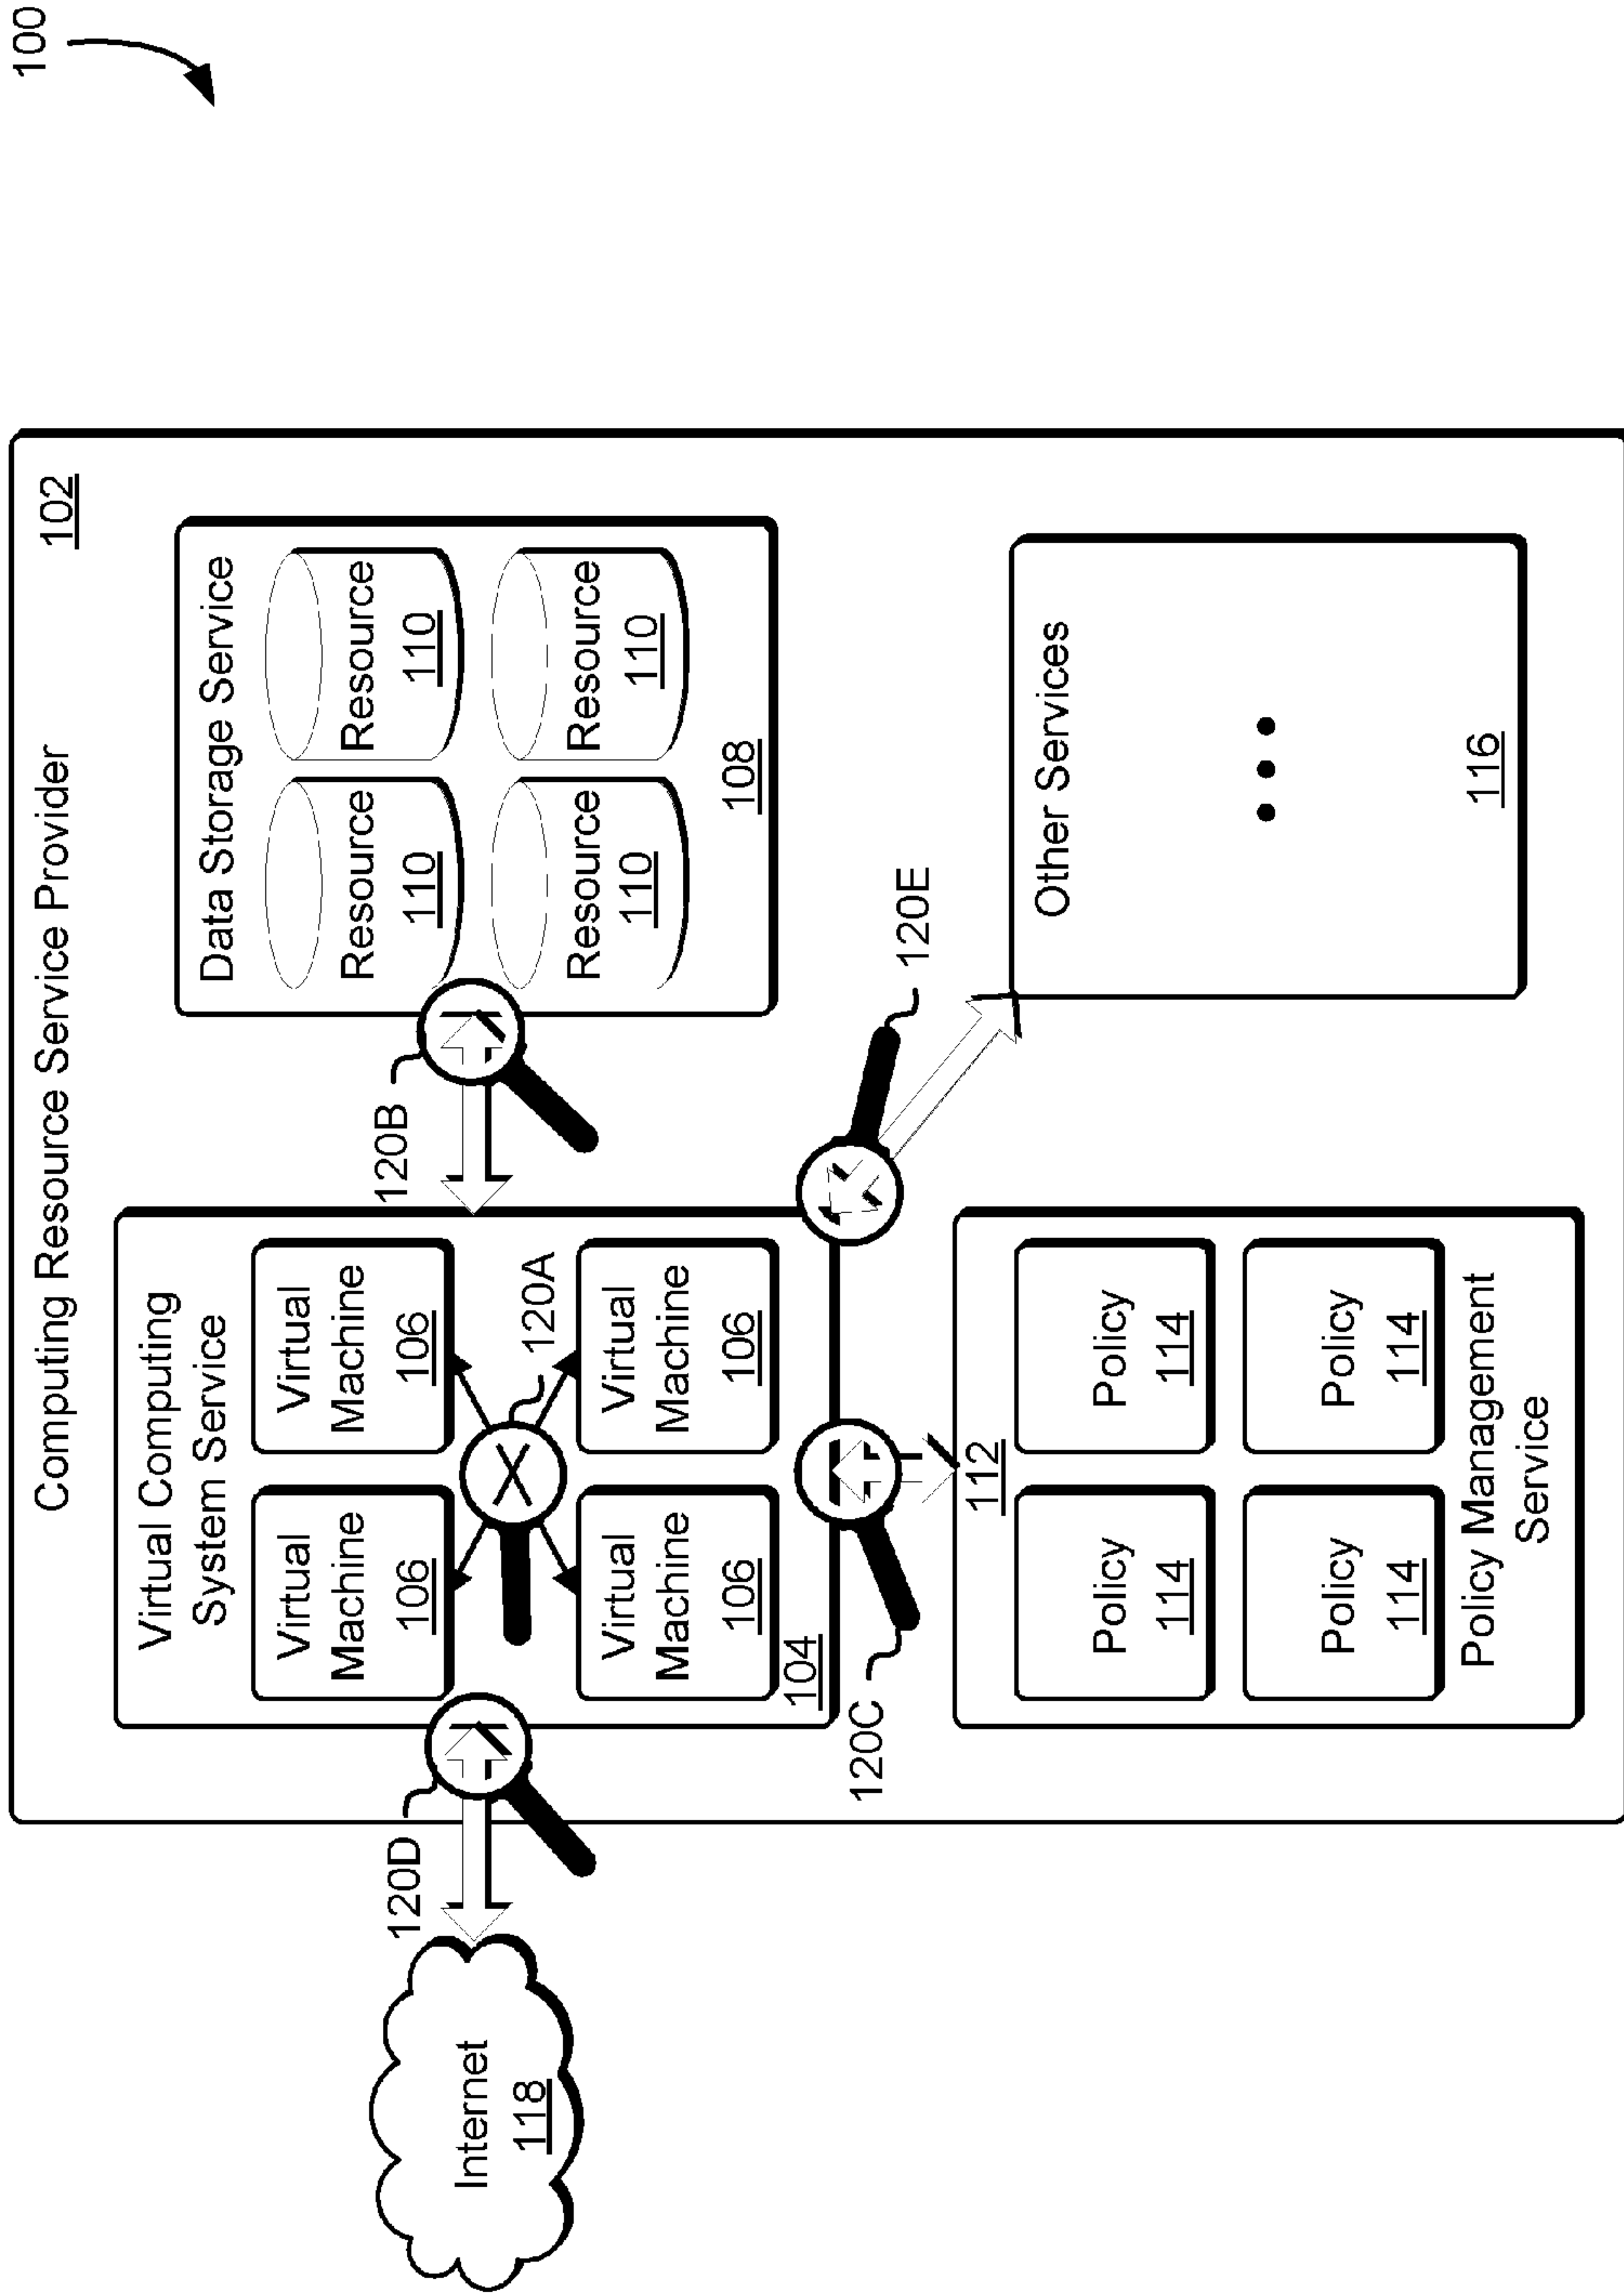 100
Computing Resource Service Provider
102
Virtual Computing
System Service
Virtual
Machine
106
Virtual
Machine
106
120A
Virtual
Machine
106
Virtual
Machine
106
104
120B
Data Storage Service
Resource
110
Resource
110
Resource
110
Resource
110
108
120D
Internet
118
120C
120E
112
Policy
114
Policy
114
Policy
114
Policy
114
Policy Management
Service
Other Services
116